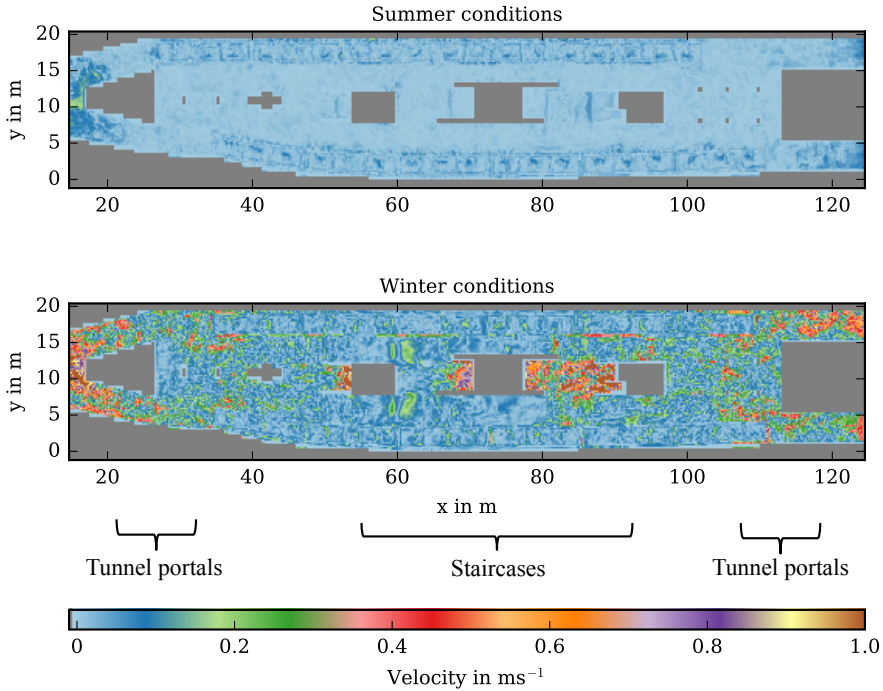 Summer conditions
20
15
10
5
0
y in m
20 40 60 80 100 120
Winter conditions
20
15
10
5
0
y in m
20 40 60 80 100 120
x in m
Tunnel portals Staircases Tunnel portals
0 0.2 0.4 0.6 0.8 1.0
Velocity in ms⁻¹